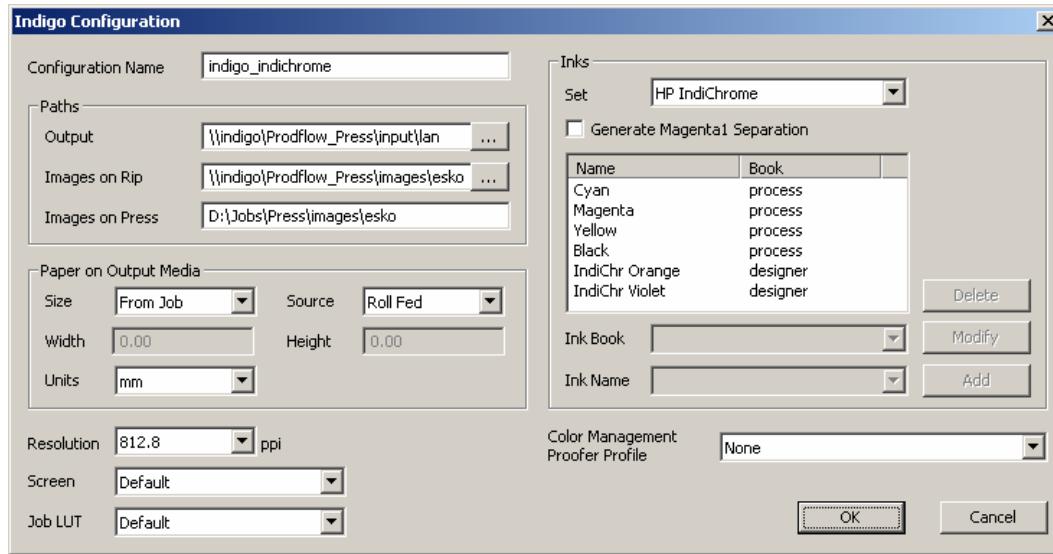 Indigo Configuration
Configuration Name indigo_indichrome
Paths
Output \\indigo\Prodflow_Press\input\lan ...
Images on Rip \\indigo\Prodflow_Press\images\esko ...
Images on Press D:\Jobs\Press\images\esko
Paper on Output Media
Size From Job Source Roll Fed
Width 0.00 Height 0.00
Units mm
Resolution 812.8 ppi
Screen Default
Job LUT Default
Inks
Set HP IndiChrome
Generate Magenta1 Separation
Name Book
Cyan process
Magenta process
Yellow process
Black process
IndiChr Orange designer
IndiChr Violet designer
Delete
Ink Book Modify
Ink Name Add
Color Management
Proofer Profile None
OK Cancel